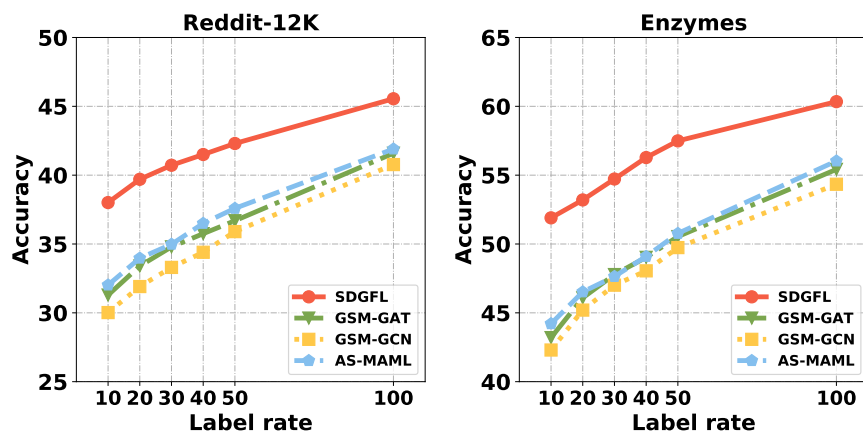 Reddit-12K
50
45
40
35
30
25
Accuracy
10 20 30 40 50 100
Label rate
SDGFL
GSM-GAT
GSM-GCN
AS-MAML
Enzymes
65
60
55
50
45
40
Accuracy
10 20 30 40 50 100
Label rate
SDGFL
GSM-GAT
GSM-GCN
AS-MAML